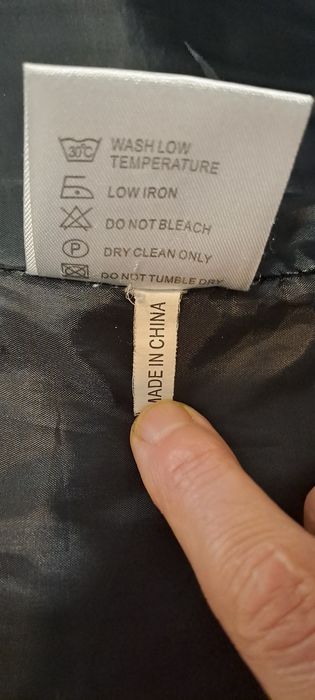 30°C WASH LOW
TEMPERATURE
LOW IRON
DO NOT BLEACH
P DRY CLEAN ONLY
DO NOT TUMBLE DRY
MADE IN CHINA